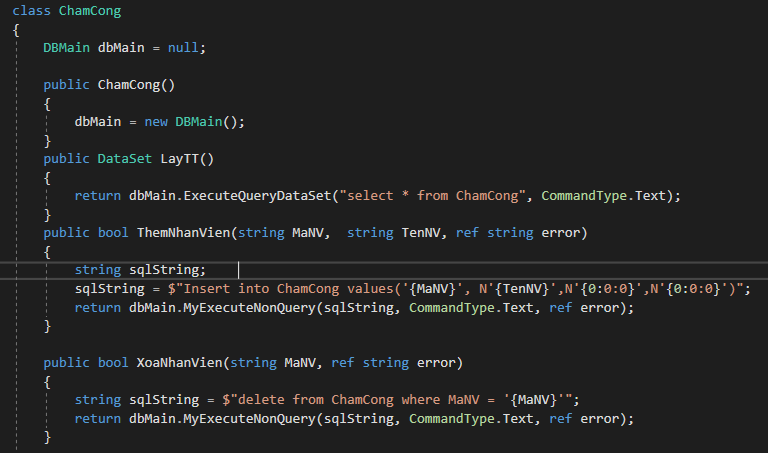 class ChamCong
{
DBMain dbMain = null;
public ChamCong()
{
dbMain = new DBMain();
}
public DataSet LayTT()
{
return dbMain.ExecuteQueryDataSet("select * from ChamCong", CommandType.Text);
}
public bool ThemNhanVien(string MaNV,  string TenNV, ref string error)
{
string sqlString;
sqlString = $"Insert into ChamCong values('{MaNV}', N'{TenNV}',N'{0:0:0}',N'{0:0:0}')";
return dbMain.MyExecuteNonQuery(sqlString, CommandType.Text, ref error);
}
public bool XoaNhanVien(string MaNV, ref string error)
{
string sqlString = $"delete from ChamCong where MaNV = '{MaNV}'";
return dbMain.MyExecuteNonQuery(sqlString, CommandType.Text, ref error);
}